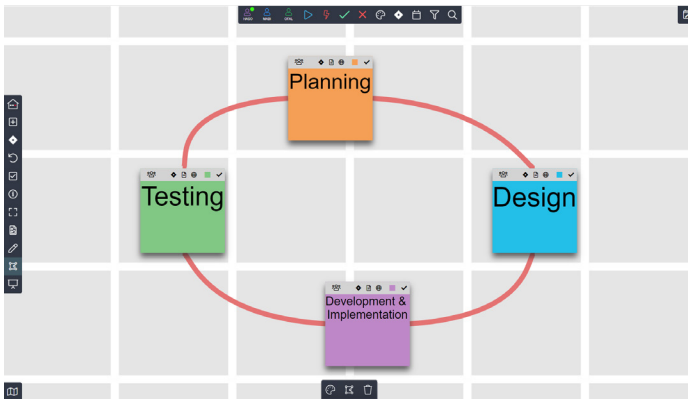 Planning
Testing
Design
Development &
Implementation